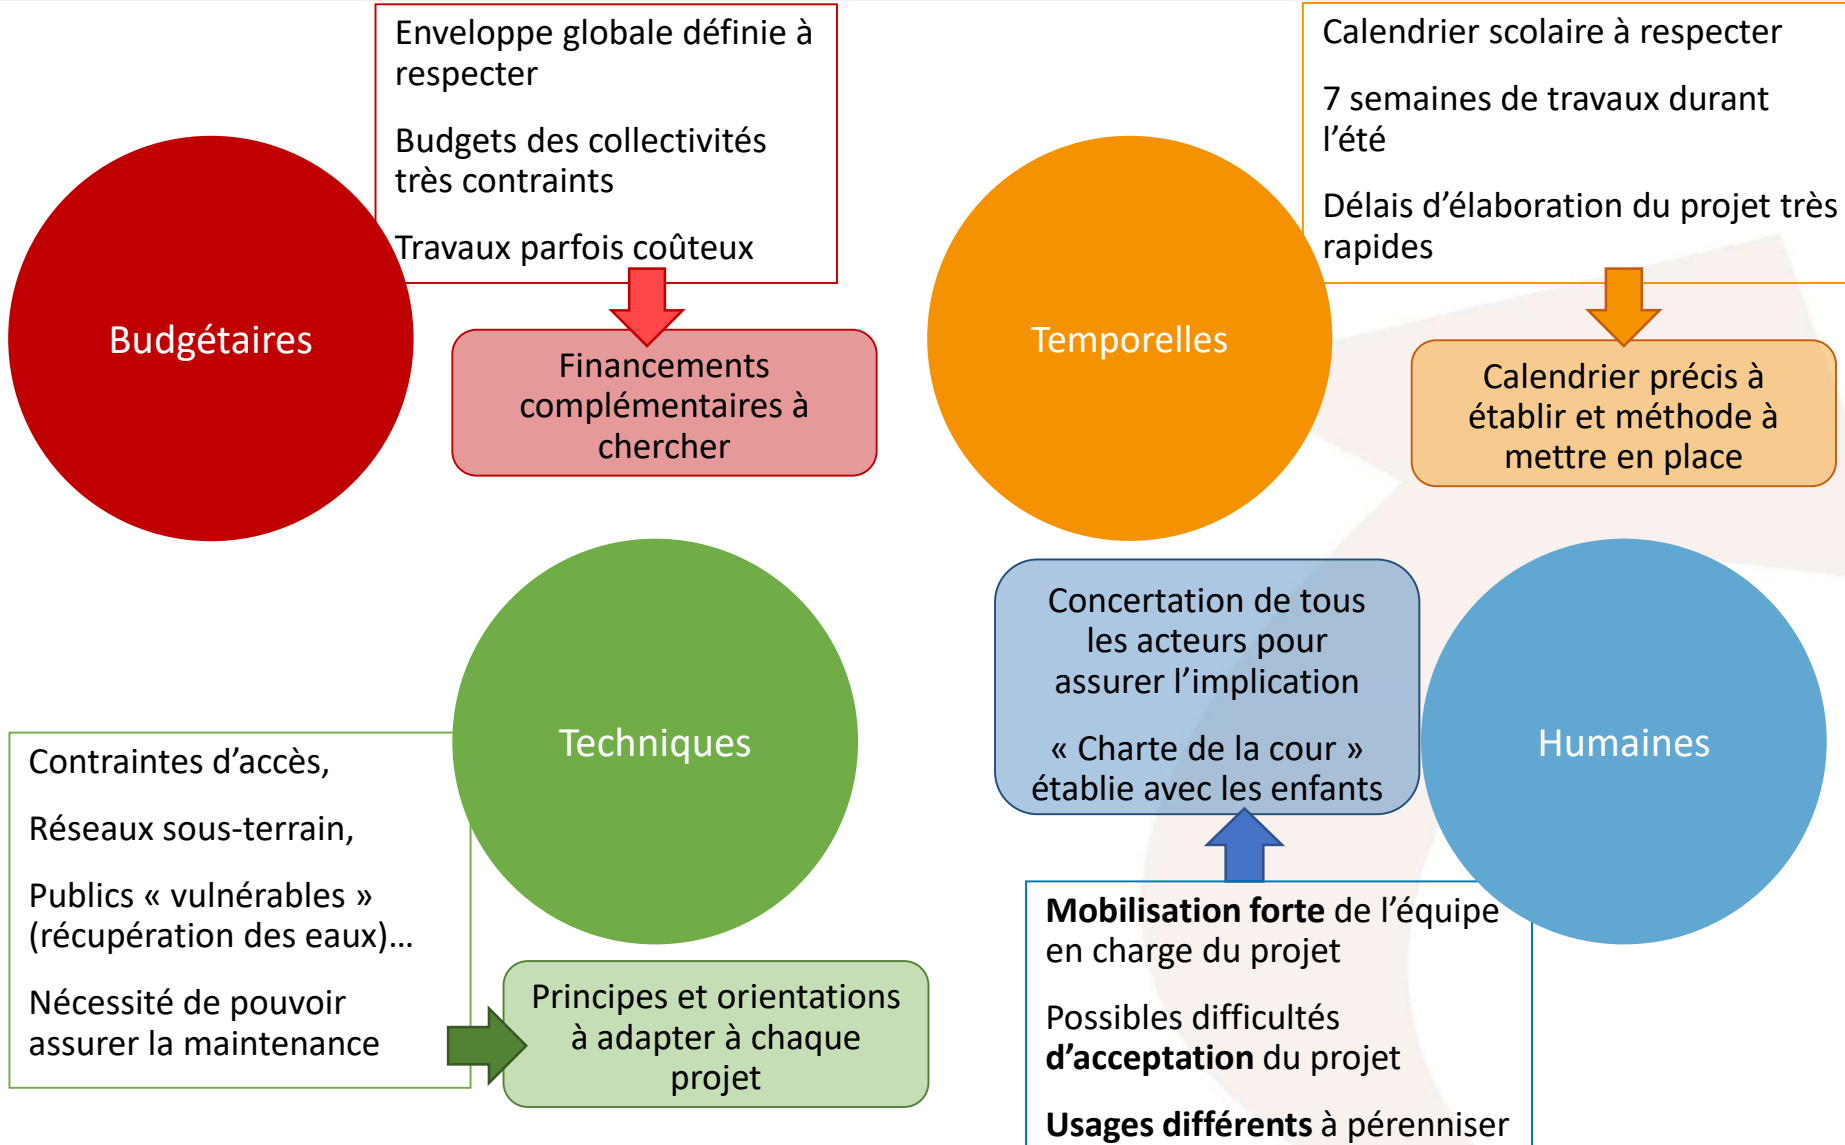 Enveloppe globale définie à
respecter
Budgets des collectivités
très contraints
Travaux parfois coûteux
Budgétaires
Financements
complémentaires à
chercher
Calendrier scolaire à respecter
7 semaines de travaux durant
l’été
Délais d’élaboration du projet très
rapides
Temporelles
Calendrier précis à
établir et méthode à
mettre en place
Techniques
Contraintes d’accès,
Réseaux sous-terrain,
Publics « vulnérables »
(récupération des eaux)…
Nécessité de pouvoir
assurer la maintenance
Principes et orientations
à adapter à chaque
projet
Concertation de tous
les acteurs pour
assurer l’implication
« Charte de la cour »
établie avec les enfants
Humaines
Mobilisation forte de l’équipe
en charge du projet
Possibles difficultés
d’acceptation du projet
Usages différents à pérenniser